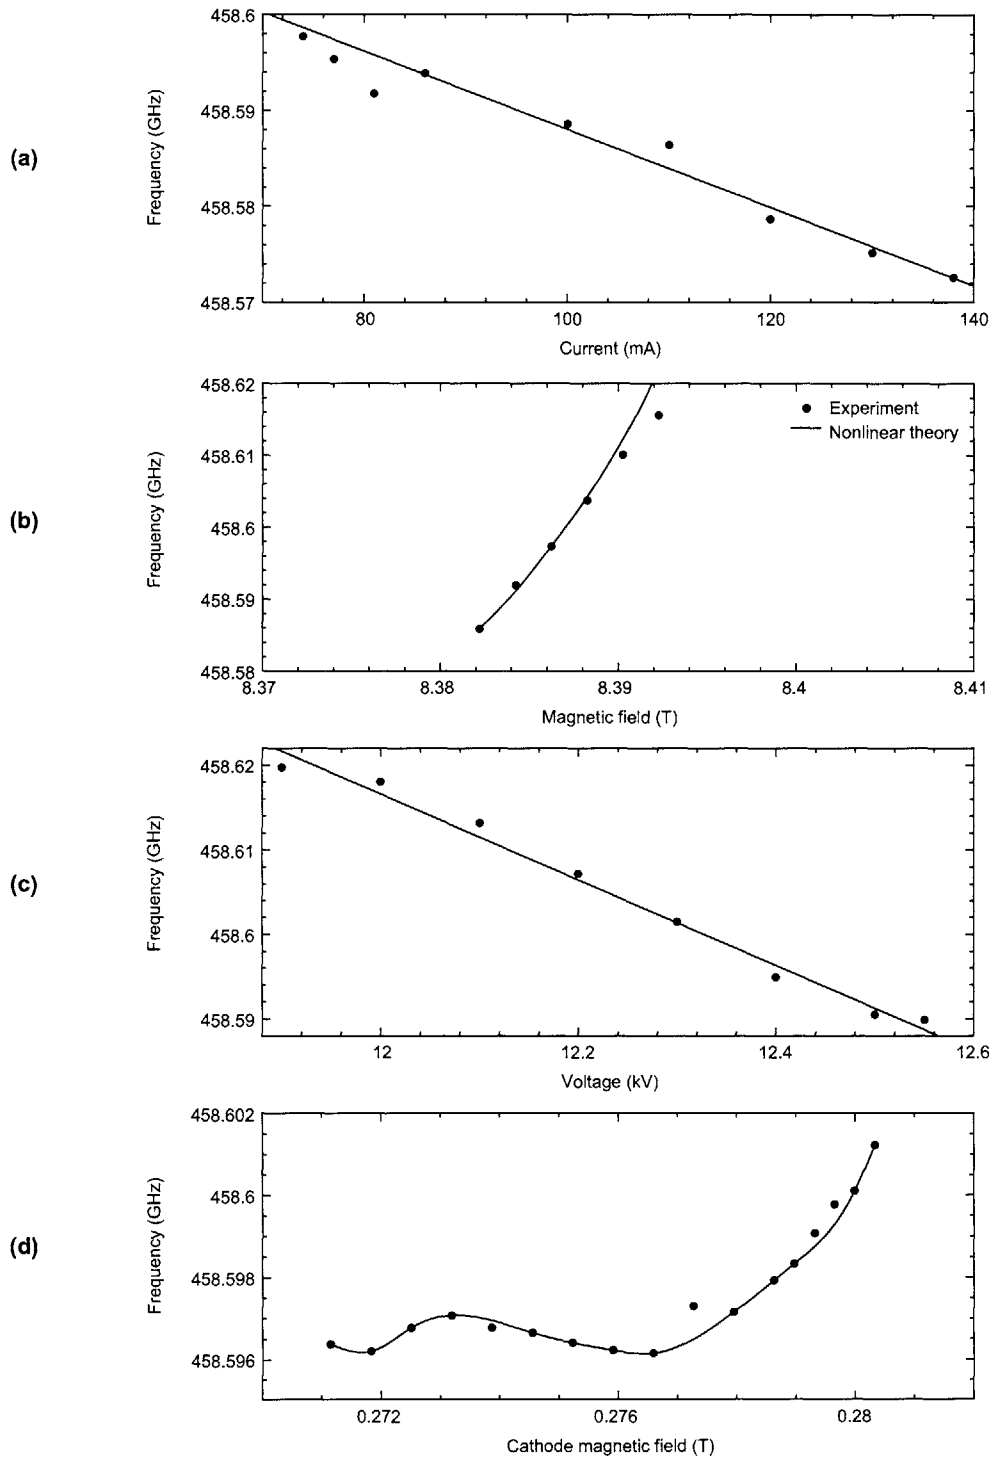 (a)
Frequency (GHz)
458.6
458.59
458.58
458.57
80
100
120
140
Current (mA)
(b)
Frequency (GHz)
458.62
458.61
458.6
458.59
458.58
8.37
8.38
8.39
8.4
8.41
Magnetic field (T)
Experiment
Nonlinear theory
(c)
Frequency (GHz)
458.62
458.61
458.6
458.59
12
12.2
12.4
12.6
Voltage (kV)
(d)
Frequency (GHz)
458.602
458.6
458.598
458.596
0.272
0.276
0.28
Cathode magnetic field (T)